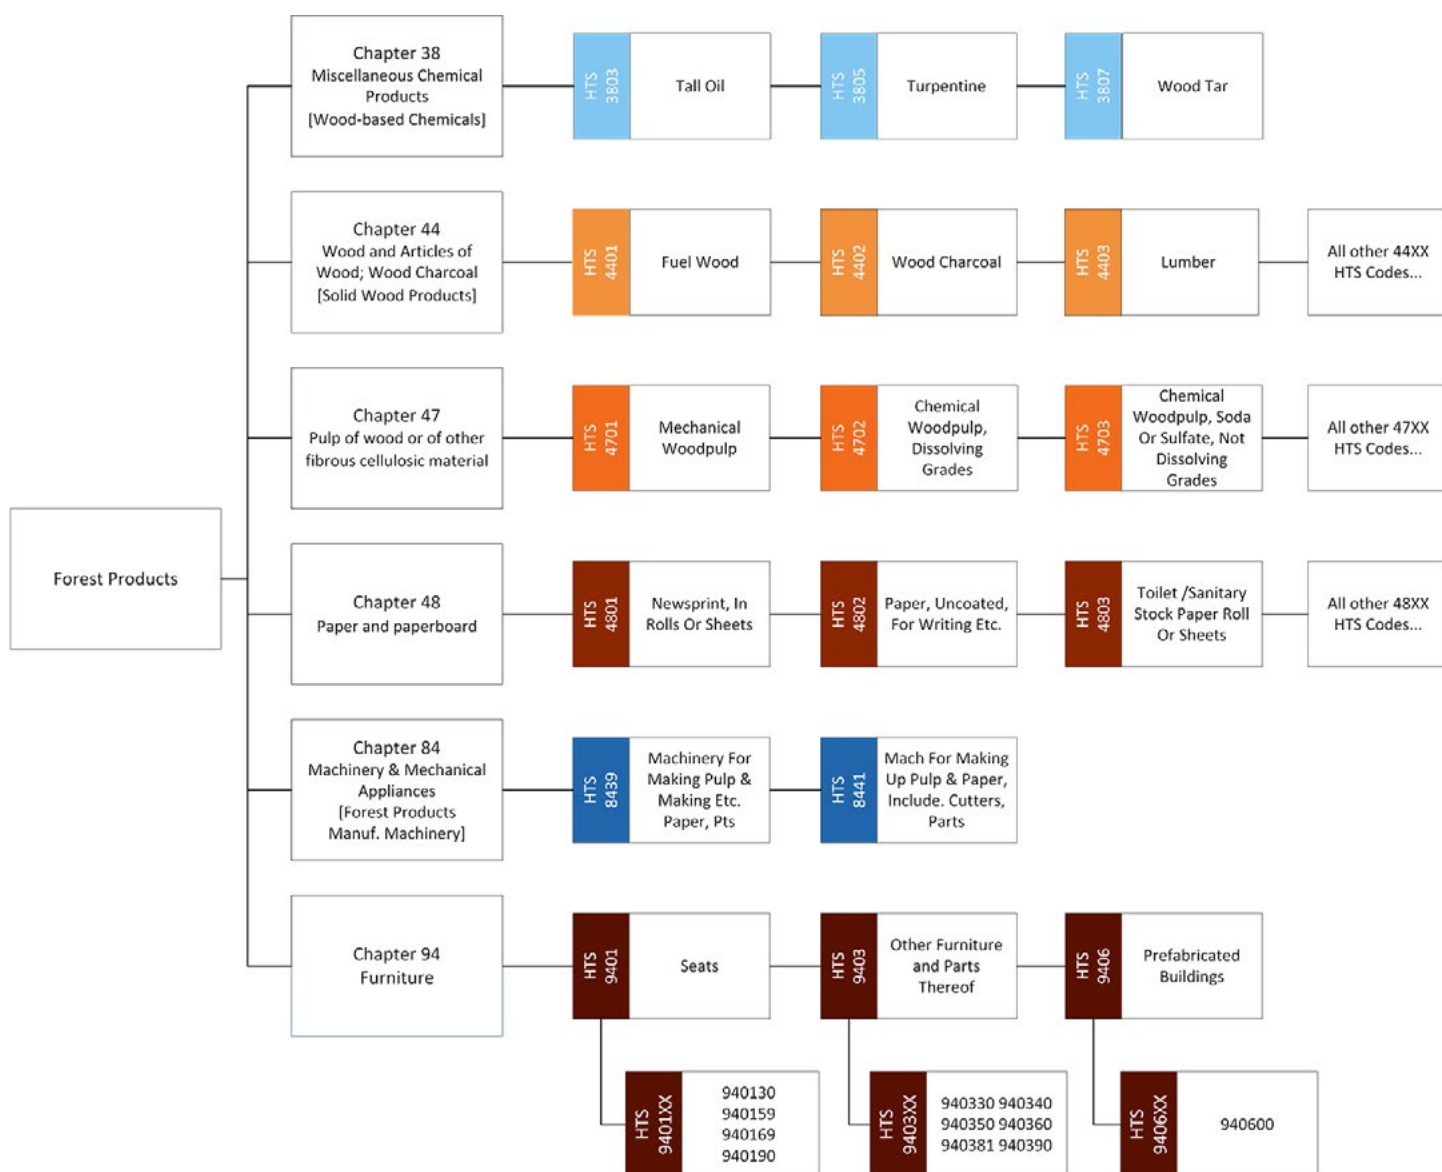 Chapter 38
Miscellaneous Chemical
Products
[Wood-based Chemicals]
HTS
3803
Tall Oil
HTS
3805
Turpentine
HTS
3807
Wood Tar
Chapter 44
Wood and Articles of
Wood; Wood Charcoal
[Solid Wood Products]
HTS
4401
Fuel Wood
HTS
4402
Wood Charcoal
HTS
4403
Lumber
All other 44XX
HTS Codes...
Chapter 47
Pulp of wood or of other
fibrous cellulosic material
HTS
4701
Mechanical
Woodpulp
HTS
4702
Chemical
Woodpulp,
Dissolving
Grades
HTS
4703
Chemical
Woodpulp, Soda
Or Sulfate, Not
Dissolving
Grades
All other 47XX
HTS Codes...
Forest Products
Chapter 48
Paper and paperboard
HTS
4801
Newsprint, In
Rolls Or Sheets
HTS
4802
Paper, Uncoated,
For Writing Etc.
HTS
4803
Toilet /Sanitary
Stock Paper Roll
Or Sheets
All other 48XX
HTS Codes...
Chapter 84
Machinery & Mechanical
Appliances
[Forest Products
Manuf. Machinery]
HTS
8439
Machinery For
Making Pulp &
Making Etc.
Paper, Pts
HTS
8441
Mach For Making
Up Pulp & Paper,
Include. Cutters,
Parts
Chapter 94
Furniture
HTS
9401
Seats
HTS
9403
Other Furniture
and Parts
Thereof
HTS
9406
Prefabricated
Buildings
HTS
9401XX
940130
940159
940169
940190
HTS
9403XX
940330 940340
940350 940360
940381 940390
HTS
9406XX
940600